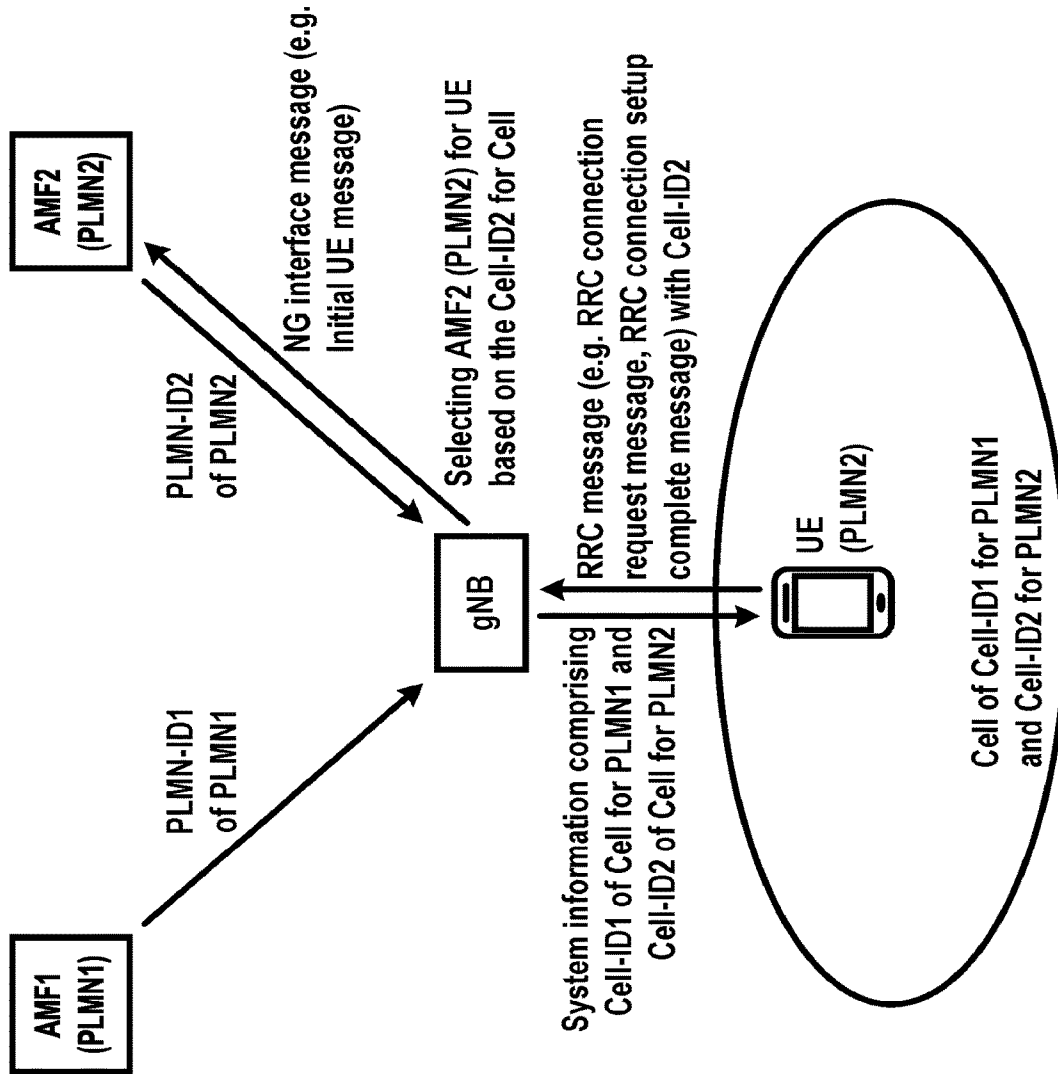 AMF1
(PLMN1)
AMF2
(PLMN2)
PLMN-ID1
of PLMN1
PLMN-ID2
of PLMN2
NG interface message (e.g.
Initial UE message)
gNB
Selecting AMF2 (PLMN2) for UE
based on the Cell-ID2 for Cell
System information comprising
Cell-ID1 of Cell for PLMN1 and
Cell-ID2 of Cell for PLMN2
RRC message (e.g. RRC connection
request message, RRC connection setup
complete message) with Cell-ID2
UE
(PLMN2)
Cell of Cell-ID1 for PLMN1
and Cell-ID2 for PLMN2